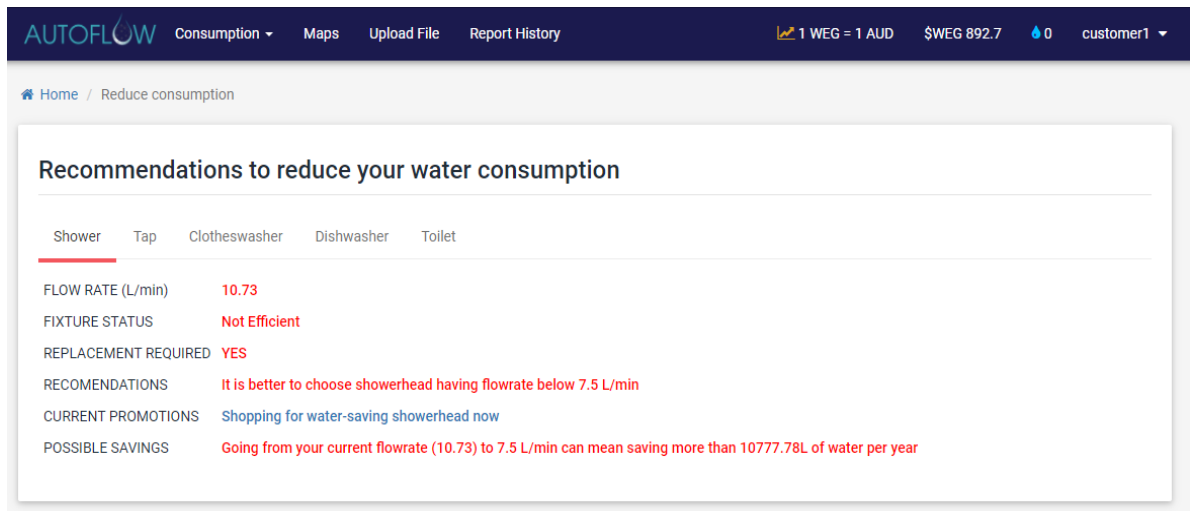 AUTOFLOW Consumption Maps Upload File Report History 1 WEG = 1 AUD $WEG 892.7 0 customer1
Home / Reduce consumption
Recommendations to reduce your water consumption
Shower Tap Clotheswasher Dishwasher Toilet
FLOW RATE (L/min) 10.73
FIXTURE STATUS Not Efficient
REPLACEMENT REQUIRED YES
RECOMENDATIONS It is better to choose showerhead having flowrate below 7.5 L/min
CURRENT PROMOTIONS Shopping for water-saving showerhead now
POSSIBLE SAVINGS Going from your current flowrate (10.73) to 7.5 L/min can mean saving more than 10777.78L of water per year